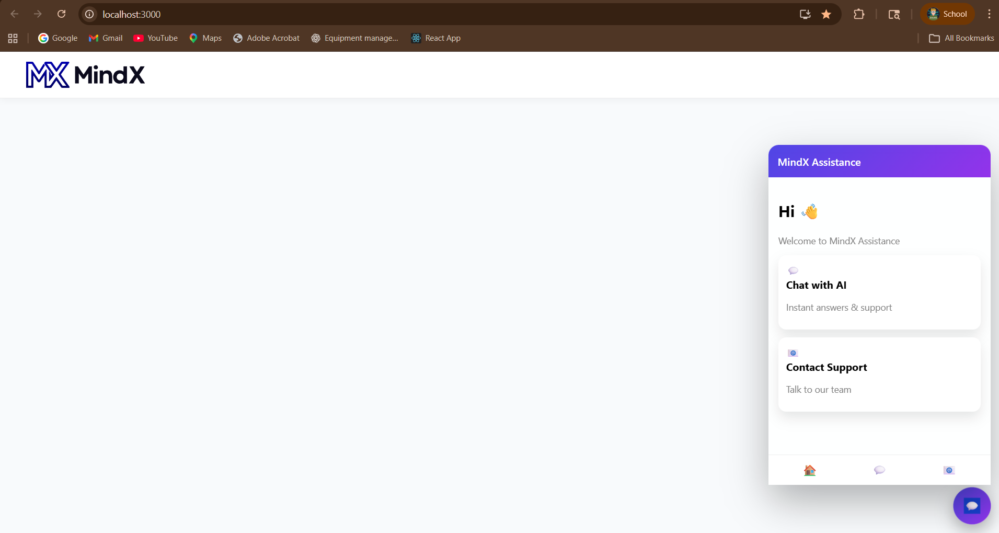 localhost:3000
School
Google
Gmail
YouTube
Maps
Adobe Acrobat
Equipment manage...
React App
All Bookmarks
MX MindX
MindX Assistance
Hi 👋
Welcome to MindX Assistance
Chat with AI
Instant answers & support
Contact Support
Talk to our team